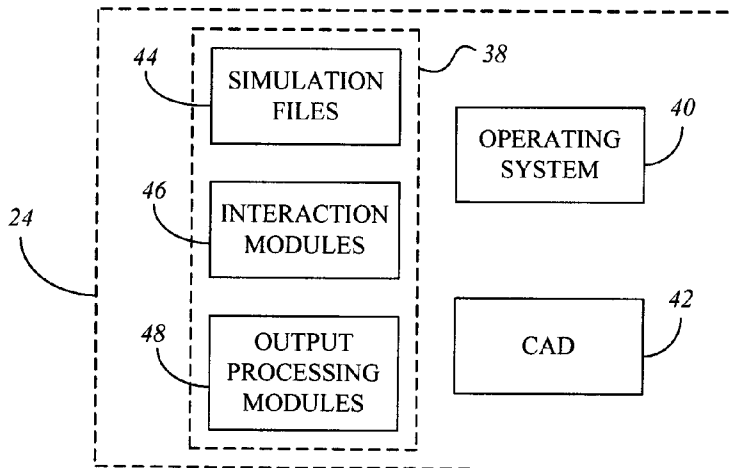 44
SIMULATION
FILES
38
OPERATING
SYSTEM
40
46
INTERACTION
MODULES
24
48
OUTPUT
PROCESSING
MODULES
CAD
42